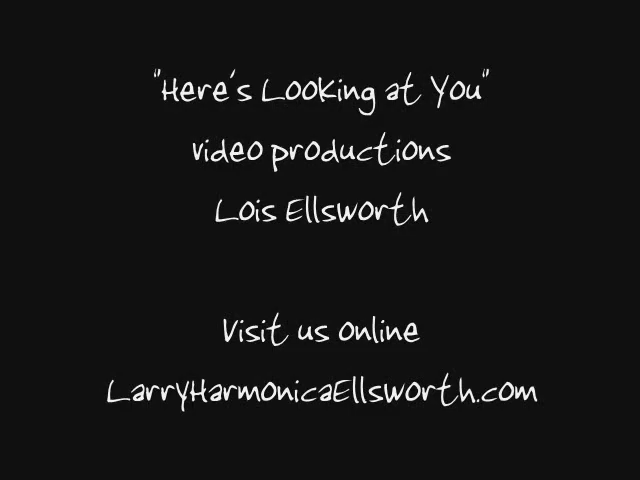 "Here's Looking at You"
video productions
Lois Ellsworth
Visit us online
LarryHarmonicaEllsworth.com